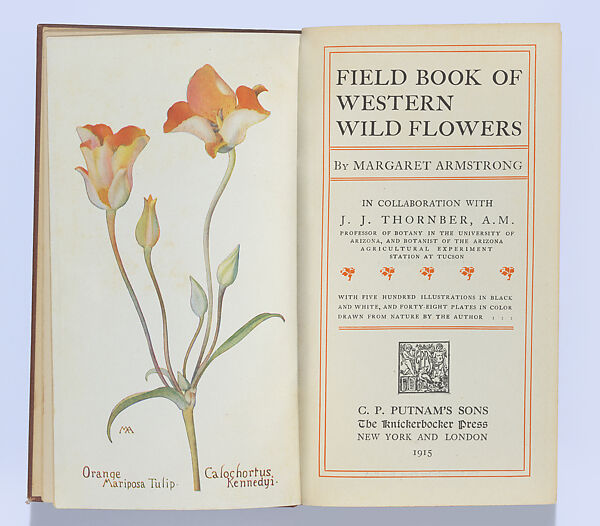 MA
Orange
Mariposa Tulip.
Calochortus
Kennedyi.
FIELD BOOK OF
WESTERN
WILD FLOWERS
BY MARGARET ARMSTRONG
IN COLLABORATION WITH
J. J. THORNBER, A.M.
PROFESSOR OF BOTANY IN THE UNIVERSITY OF
ARIZONA, AND BOTANIST OF THE ARIZONA
AGRICULTURAL EXPERIMENT
STATION AT TUCSON
WITH FIVE HUNDRED ILLUSTRATIONS IN BLACK
AND WHITE, AND FORTY-EIGHT PLATES IN COLOR
DRAWN FROM NATURE BY THE AUTHOR : : :
C. P. PUTNAM'S SONS
The Knickerbocker Press
NEW YORK AND LONDON
1915